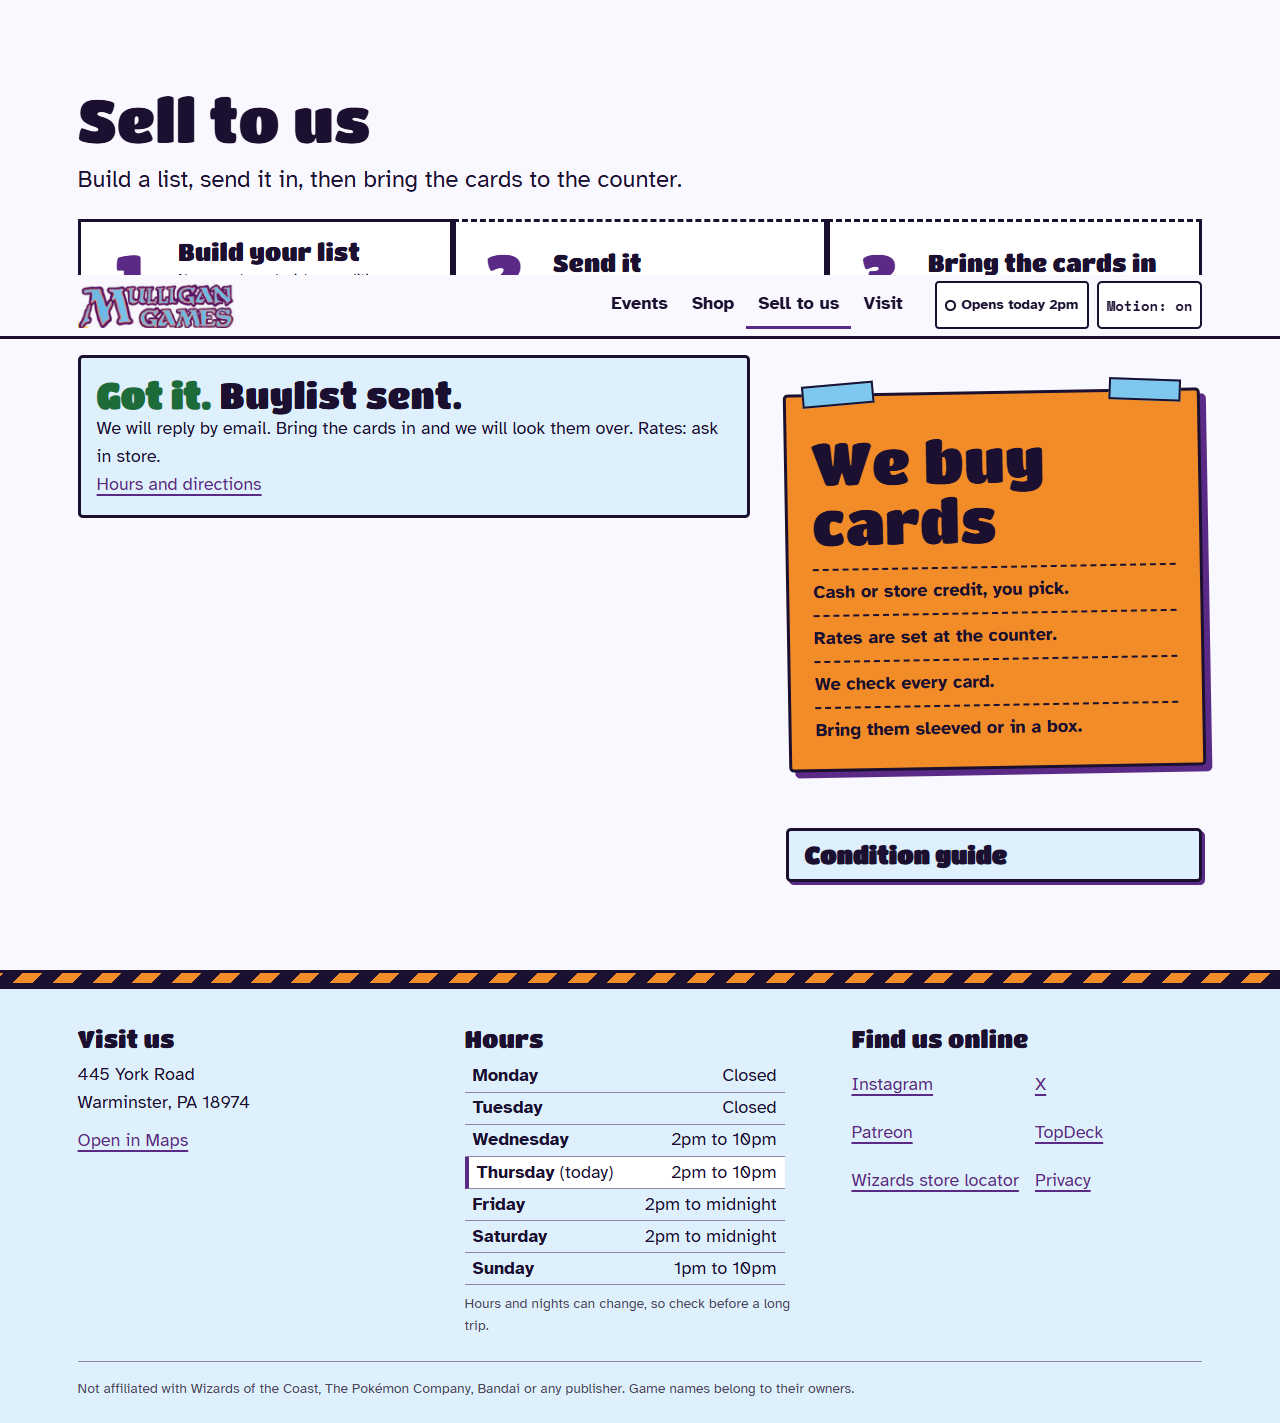 Sell to us
Build a list, send it in, then bring the cards to the counter.
Build your list
Send it
Bring the cards in
MULLIGAN GAMES
Events
Shop
Sell to us
Visit
Opens today 2pm
Motion: on
Got it. Buylist sent.
We will reply by email. Bring the cards in and we will look them over. Rates: ask
in store.
Hours and directions
We buy
cards
Cash or store credit, you pick.
Rates are set at the counter.
We check every card.
Bring them sleeved or in a box.
Condition guide
Visit us
445 York Road
Warminster, PA 18974
Open in Maps
Hours
Monday Closed
Tuesday Closed
Wednesday 2pm to 10pm
Thursday (today) 2pm to 10pm
Friday 2pm to midnight
Saturday 2pm to midnight
Sunday 1pm to 10pm
Hours and nights can change, so check before a long
trip.
Find us online
Instagram X
Patreon TopDeck
Wizards store locator Privacy
Not affiliated with Wizards of the Coast, The Pokémon Company, Bandai or any publisher. Game names belong to their owners.